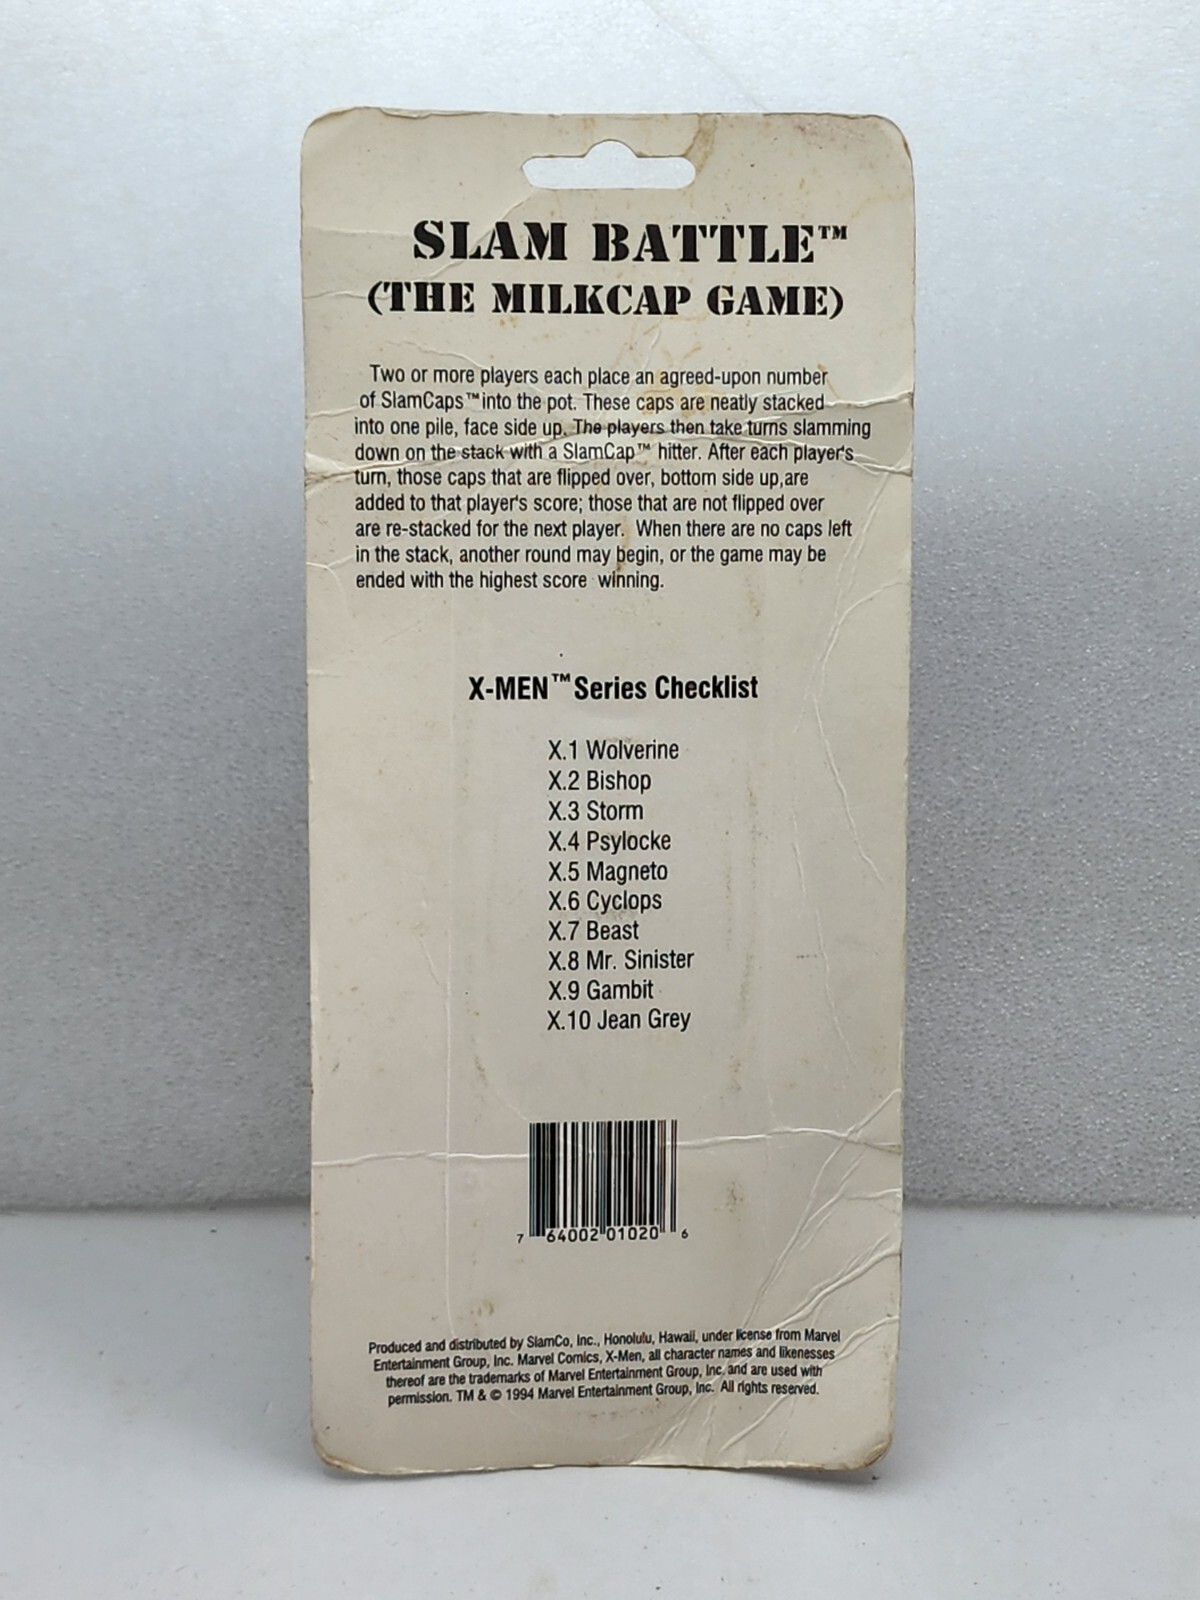 SLAM BATTLE™
(THE MILKCAP GAME)
Two or more players each place an agreed-upon number
of SlamCaps™ into the pot. These caps are neatly stacked
into one pile, face side up. The players then take turns slamming
down on the stack with a SlamCap™ hitter. After each player's
turn, those caps that are flipped over, bottom side up,are
added to that player's score; those that are not flipped over
are re-stacked for the next player. When there are no caps left
in the stack, another round may begin, or the game may be
ended with the highest score winning.
X-MEN™ Series Checklist
X.1 Wolverine
X.2 Bishop
X.3 Storm
X.4 Psylocke
X.5 Magneto
X.6 Cyclops
X.7 Beast
X.8 Mr. Sinister
X.9 Gambit
X.10 Jean Grey
7 64002 01020 6
Produced and distributed by SlamCo, Inc., Honolulu, Hawaii, under license from Marvel
Entertainment Group, Inc. Marvel Comics, X-Men, all character names and likenesses
thereof are the trademarks of Marvel Entertainment Group, Inc. and are used with
permission. TM & © 1994 Marvel Entertainment Group, Inc. All rights reserved.